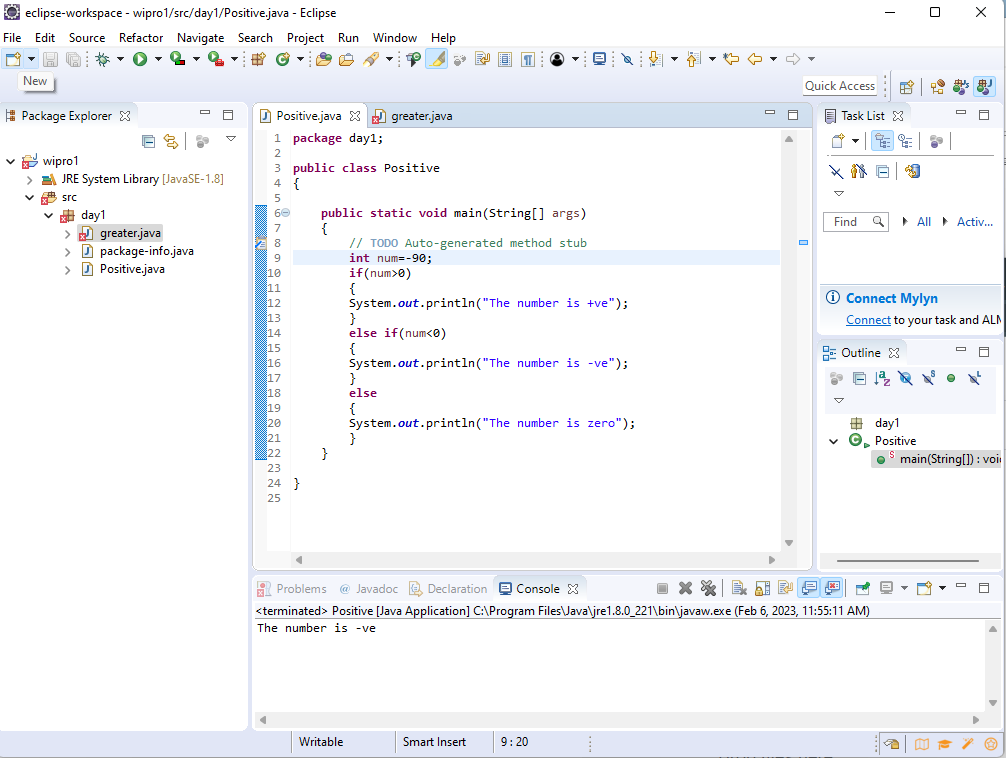 eclipse-workspace - wipro1/src/day1/Positive.java - Eclipse
File Edit Source Refactor Navigate Search Project Run Window Help
New
Quick Access
Package Explorer
wipro1
JRE System Library [JavaSE-1.8]
src
day1
greater.java
package-info.java
Positive.java
Positive.java greater.java
1 package day1;
2
3 public class Positive
4 {
5
6 public static void main(String[] args)
7 {
8 // TODO Auto-generated method stub
9 int num=-90;
10 if(num>0)
11 {
12 System.out.println("The number is +ve");
13 }
14 else if(num<0)
15 {
16 System.out.println("The number is -ve");
17 }
18 else
19 {
20 System.out.println("The number is zero");
21 }
22 }
23
24 }
25
Task List
Find All Activ...
Connect Mylyn
Connect to your task and ALM
Outline
day1
Positive
main(String[]) : voi
Problems @ Javadoc Declaration Console
<terminated> Positive [Java Application] C:\Program Files\Java\jre1.8.0_221\bin\javaw.exe (Feb 6, 2023, 11:55:11 AM)
The number is -ve
Writable Smart Insert 9 : 20